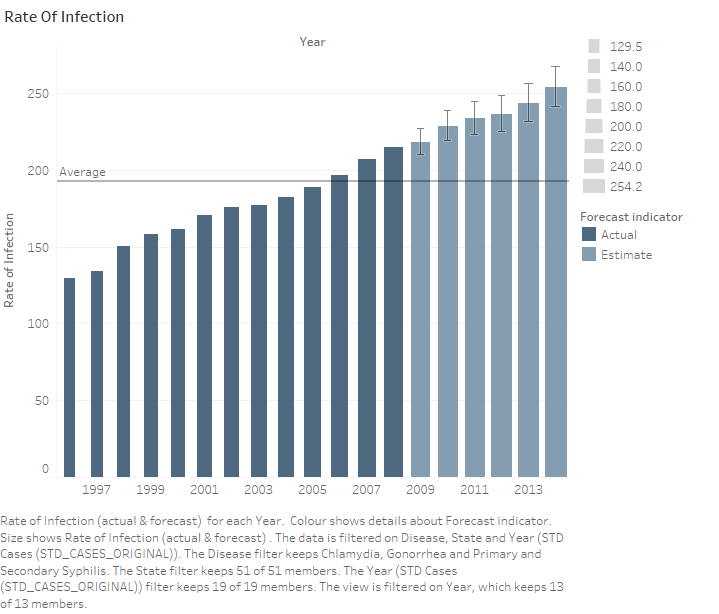 Rate Of Infection
Year
129.5
140.0
160.0
180.0
200.0
220.0
240.0
254.2
Forecast indicator
Actual
Estimate
Rate of Infection
250
200
150
100
50
0
Average
1997 1999 2001 2003 2005 2007 2009 2011 2013
Rate of Infection (actual & forecast)  for each Year.  Colour shows details about Forecast indicator.
Size shows Rate of Infection (actual & forecast) . The data is filtered on Disease, State and Year (STD
Cases (STD_CASES_ORIGINAL)). The Disease filter keeps Chlamydia, Gonorrhea and Primary and
Secondary Syphilis. The State filter keeps 51 of 51 members. The Year (STD Cases
(STD_CASES_ORIGINAL)) filter keeps 19 of 19 members. The view is filtered on Year, which keeps 13
of 13 members.